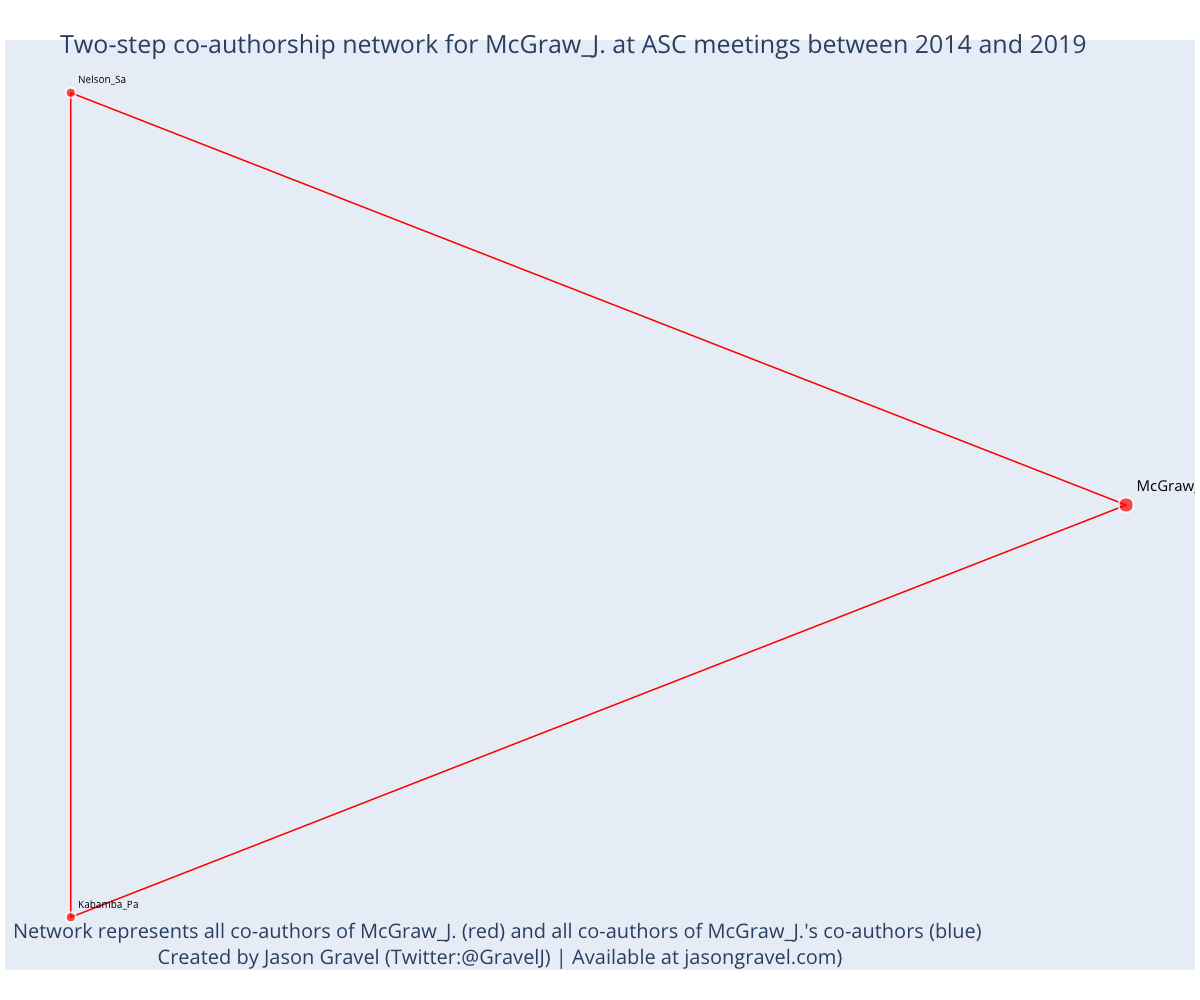 Two-step co-authorship network for McGraw_J. at ASC meetings between 2014 and 2019
Nelson_Sa
McGraw_
Kabamba_Pa
Network represents all co-authors of McGraw_J. (red) and all co-authors of McGraw_J.'s co-authors (blue)
Created by Jason Gravel (Twitter:@GravelJ) | Available at jasongravel.com)